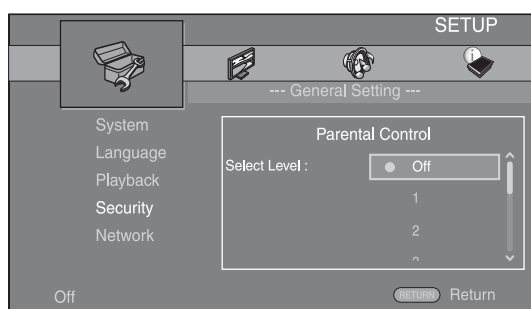 SETUP
--- General Setting ---
System
Language
Playback
Security
Network
Parental Control
Select Level :
Off
1
2
Off
RETURN Return